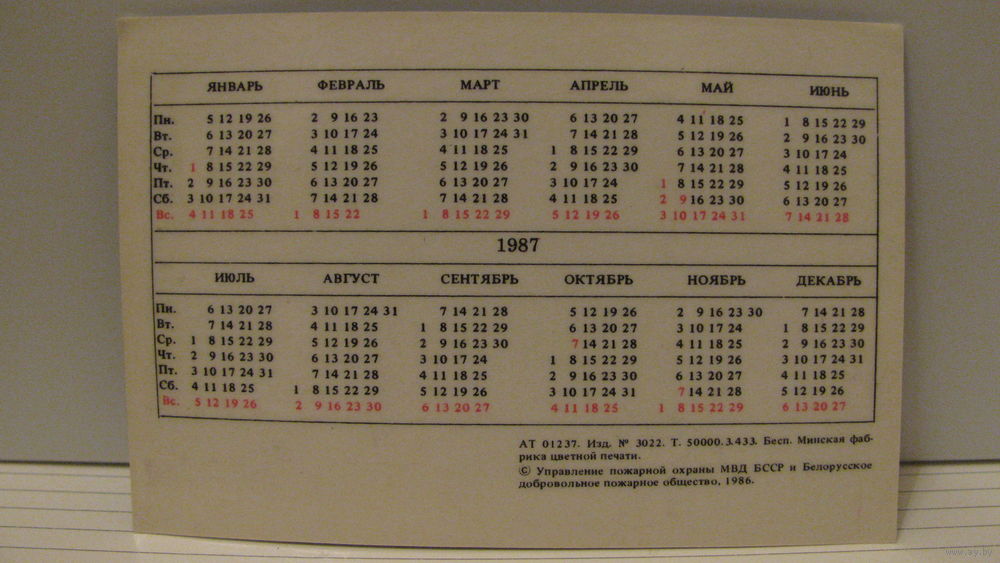 ЯНВАРЬ ФЕВРАЛЬ МАРТ АПРЕЛЬ МАЙ ИЮНЬ
Пн. 5 12 19 26 2 9 16 23 2 9 16 23 30 6 13 20 27 4 11 18 25 1 8 15 22 29
Вт. 6 13 20 27 3 10 17 24 3 10 17 24 31 7 14 21 28 5 12 19 26 2 9 16 23 30
Ср. 7 14 21 28 4 11 18 25 4 11 18 25 1 8 15 22 29 6 13 20 27 3 10 17 24
Чт. 1 8 15 22 29 5 12 19 26 5 12 19 26 2 9 16 23 30 7 14 21 28 4 11 18 25
Пт. 2 9 16 23 30 6 13 20 27 6 13 20 27 3 10 17 24 1 8 15 22 29 5 12 19 26
Сб. 3 10 17 24 31 7 14 21 28 7 14 21 28 4 11 18 25 2 9 16 23 30 6 13 20 27
Вс. 4 11 18 25 1 8 15 22 1 8 15 22 29 5 12 19 26 3 10 17 24 31 7 14 21 28
1987
ИЮЛЬ АВГУСТ СЕНТЯБРЬ ОКТЯБРЬ НОЯБРЬ ДЕКАБРЬ
Пн. 6 13 20 27 3 10 17 24 31 7 14 21 28 5 12 19 26 2 9 16 23 30 7 14 21 28
Вт. 7 14 21 28 4 11 18 25 1 8 15 22 29 6 13 20 27 3 10 17 24 1 8 15 22 29
Ср. 1 8 15 22 29 5 12 19 26 2 9 16 23 30 7 14 21 28 4 11 18 25 2 9 16 23 30
Чт. 2 9 16 23 30 6 13 20 27 3 10 17 24 1 8 15 22 29 5 12 19 26 3 10 17 24 31
Пт. 3 10 17 24 31 7 14 21 28 4 11 18 25 2 9 16 23 30 6 13 20 27 4 11 18 25
Сб. 4 11 18 25 1 8 15 22 29 5 12 19 26 3 10 17 24 31 7 14 21 28 5 12 19 26
Вс. 5 12 19 26 2 9 16 23 30 6 13 20 27 4 11 18 25 1 8 15 22 29 6 13 20 27
АТ 01237. Изд. № 3022. Т. 50000.3.433. Бесп. Минская фаб-
рика цветной печати.
© Управление пожарной охраны МВД БССР и Белорусское
добровольное пожарное общество, 1986.
www.ay.by